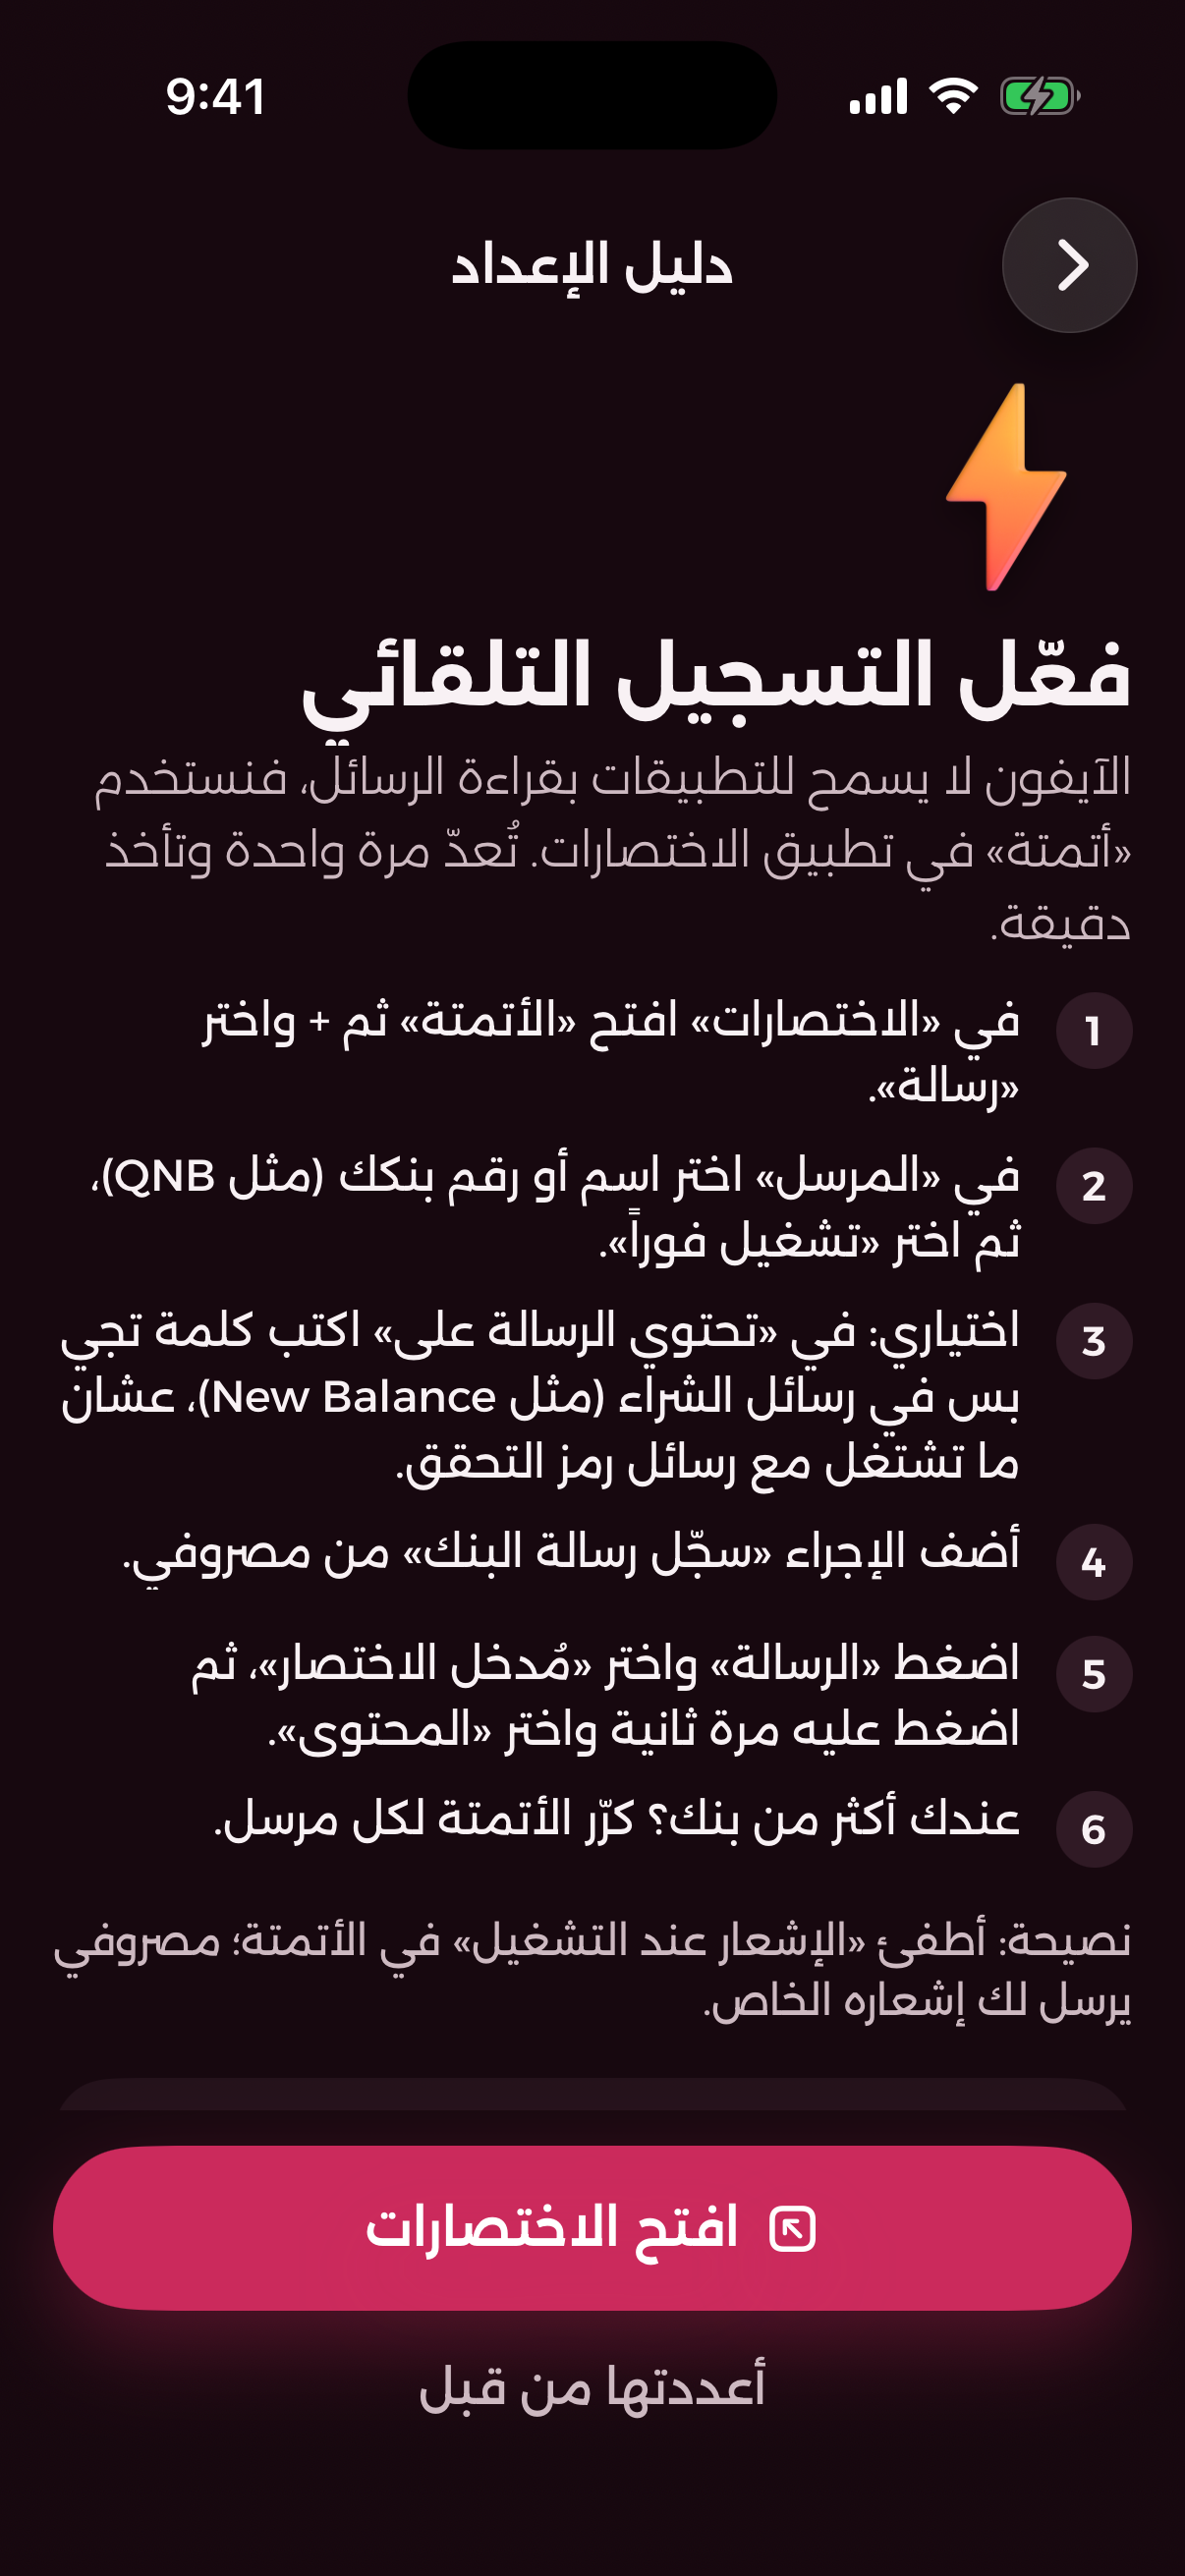 9:41
دليل الإعداد
فعّل التسجيل التلقائي
الآيفون لا يسمح للتطبيقات بقراءة الرسائل، فنستخدم
«أتمتة» في تطبيق الاختصارات. تُعدّ مرة واحدة وتأخذ
دقيقة.
1 في «الاختصارات» افتح «الأتمتة» ثم + واختر
«رسالة».
2 في «المرسل» اختر اسم أو رقم بنكك (مثل QNB)،
ثم اختر «تشغيل فوراً».
3 اختياري: في «تحتوي الرسالة على» اكتب كلمة تجي
بس في رسائل الشراء (مثل New Balance)، عشان
ما تشتغل مع رسائل رمز التحقق.
4 أضف الإجراء «سجّل رسالة البنك» من مصروفي.
5 اضغط «الرسالة» واختر «مُدخل الاختصار»، ثم
اضغط عليه مرة ثانية واختر «المحتوى».
6 عندك أكثر من بنك؟ كرّر الأتمتة لكل مرسل.
نصيحة: أطفئ «الإشعار عند التشغيل» في الأتمتة؛ مصروفي
يرسل لك إشعاره الخاص.
افتح الاختصارات
أعددتها من قبل